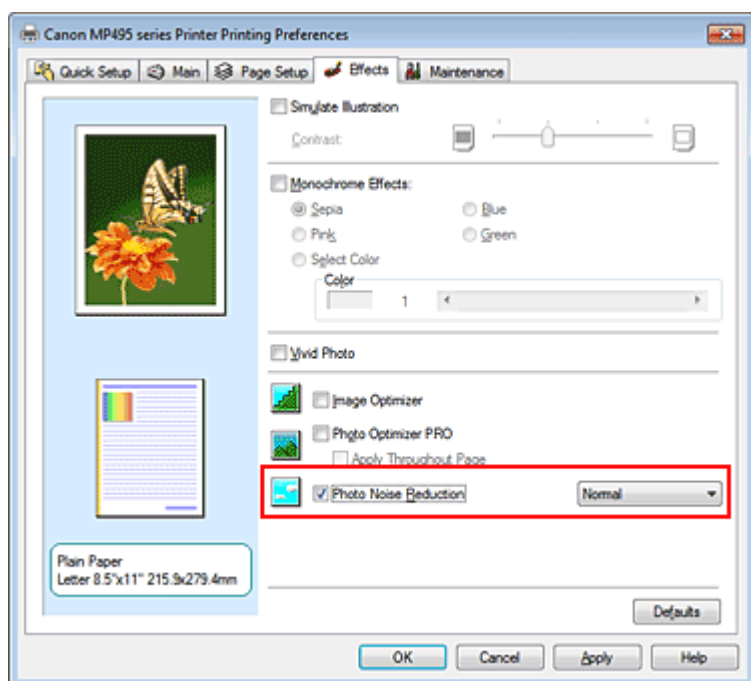 Canon MP495 series Printer Printing Preferences
Quick Setup Main Page Setup Effects Maintenance
Simulate Illustration
Contrast:
Monochrome Effects:
Sepia Blue
Pink Green
Select Color
Color
1
Vivid Photo
Image Optimizer
Photo Optimizer PRO
Apply Throughout Page
Photo Noise Reduction Normal
Plain Paper
Letter 8.5"x11" 215.9x279.4mm
Defaults
OK Cancel Apply Help